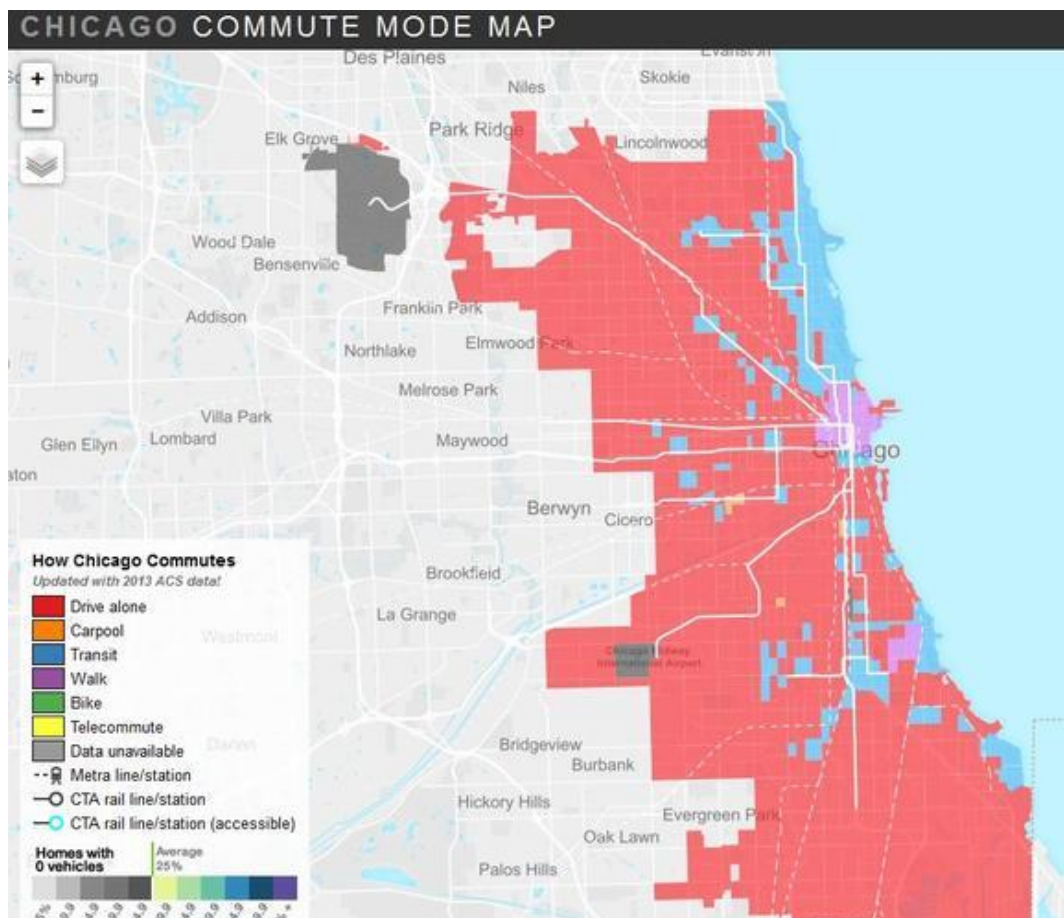 CHICAGO COMMUTE MODE MAP
Des Plaines
Skokie
Niles
+
-
Elk Grove
Park Ridge
Lincolnwood
Wood Dale
Bensenville
Franklin Park
Addison
Northlake
Elmwood Park
Melrose Park
Villa Park
Glen Ellyn
Lombard
Maywood
Chicago
Berwyn
Cicero
How Chicago Commutes
Updated with 2013 ACS data!
Brookfield
La Grange
Drive alone
Carpool
Transit
Westmont
Walk
Chicago Midway
International Airport
Bike
Telecommute
Data unavailable
Darien
Bridgeview
Burbank
Metra line/station
CTA rail line/station
CTA rail line/station (accessible)
Hickory Hills
Evergreen Park
Oak Lawn
Homes with
0 vehicles
Average
25%
Palos Hills